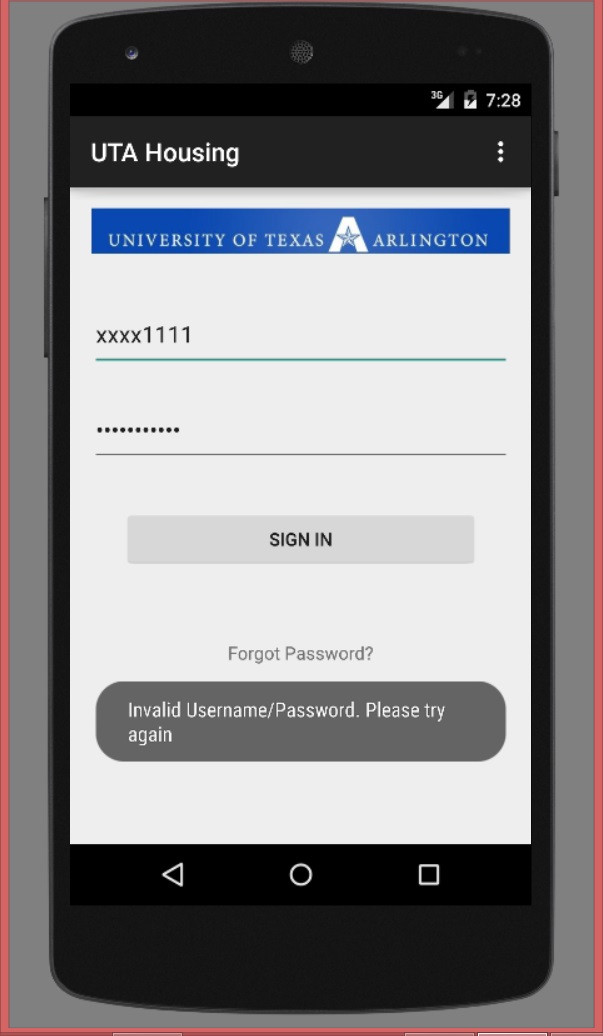 3G 7:28
UTA Housing
UNIVERSITY OF TEXAS A ARLINGTON
xxxx1111
•••••••••••
SIGN IN
Forgot Password?
Invalid Username/Password. Please try
again